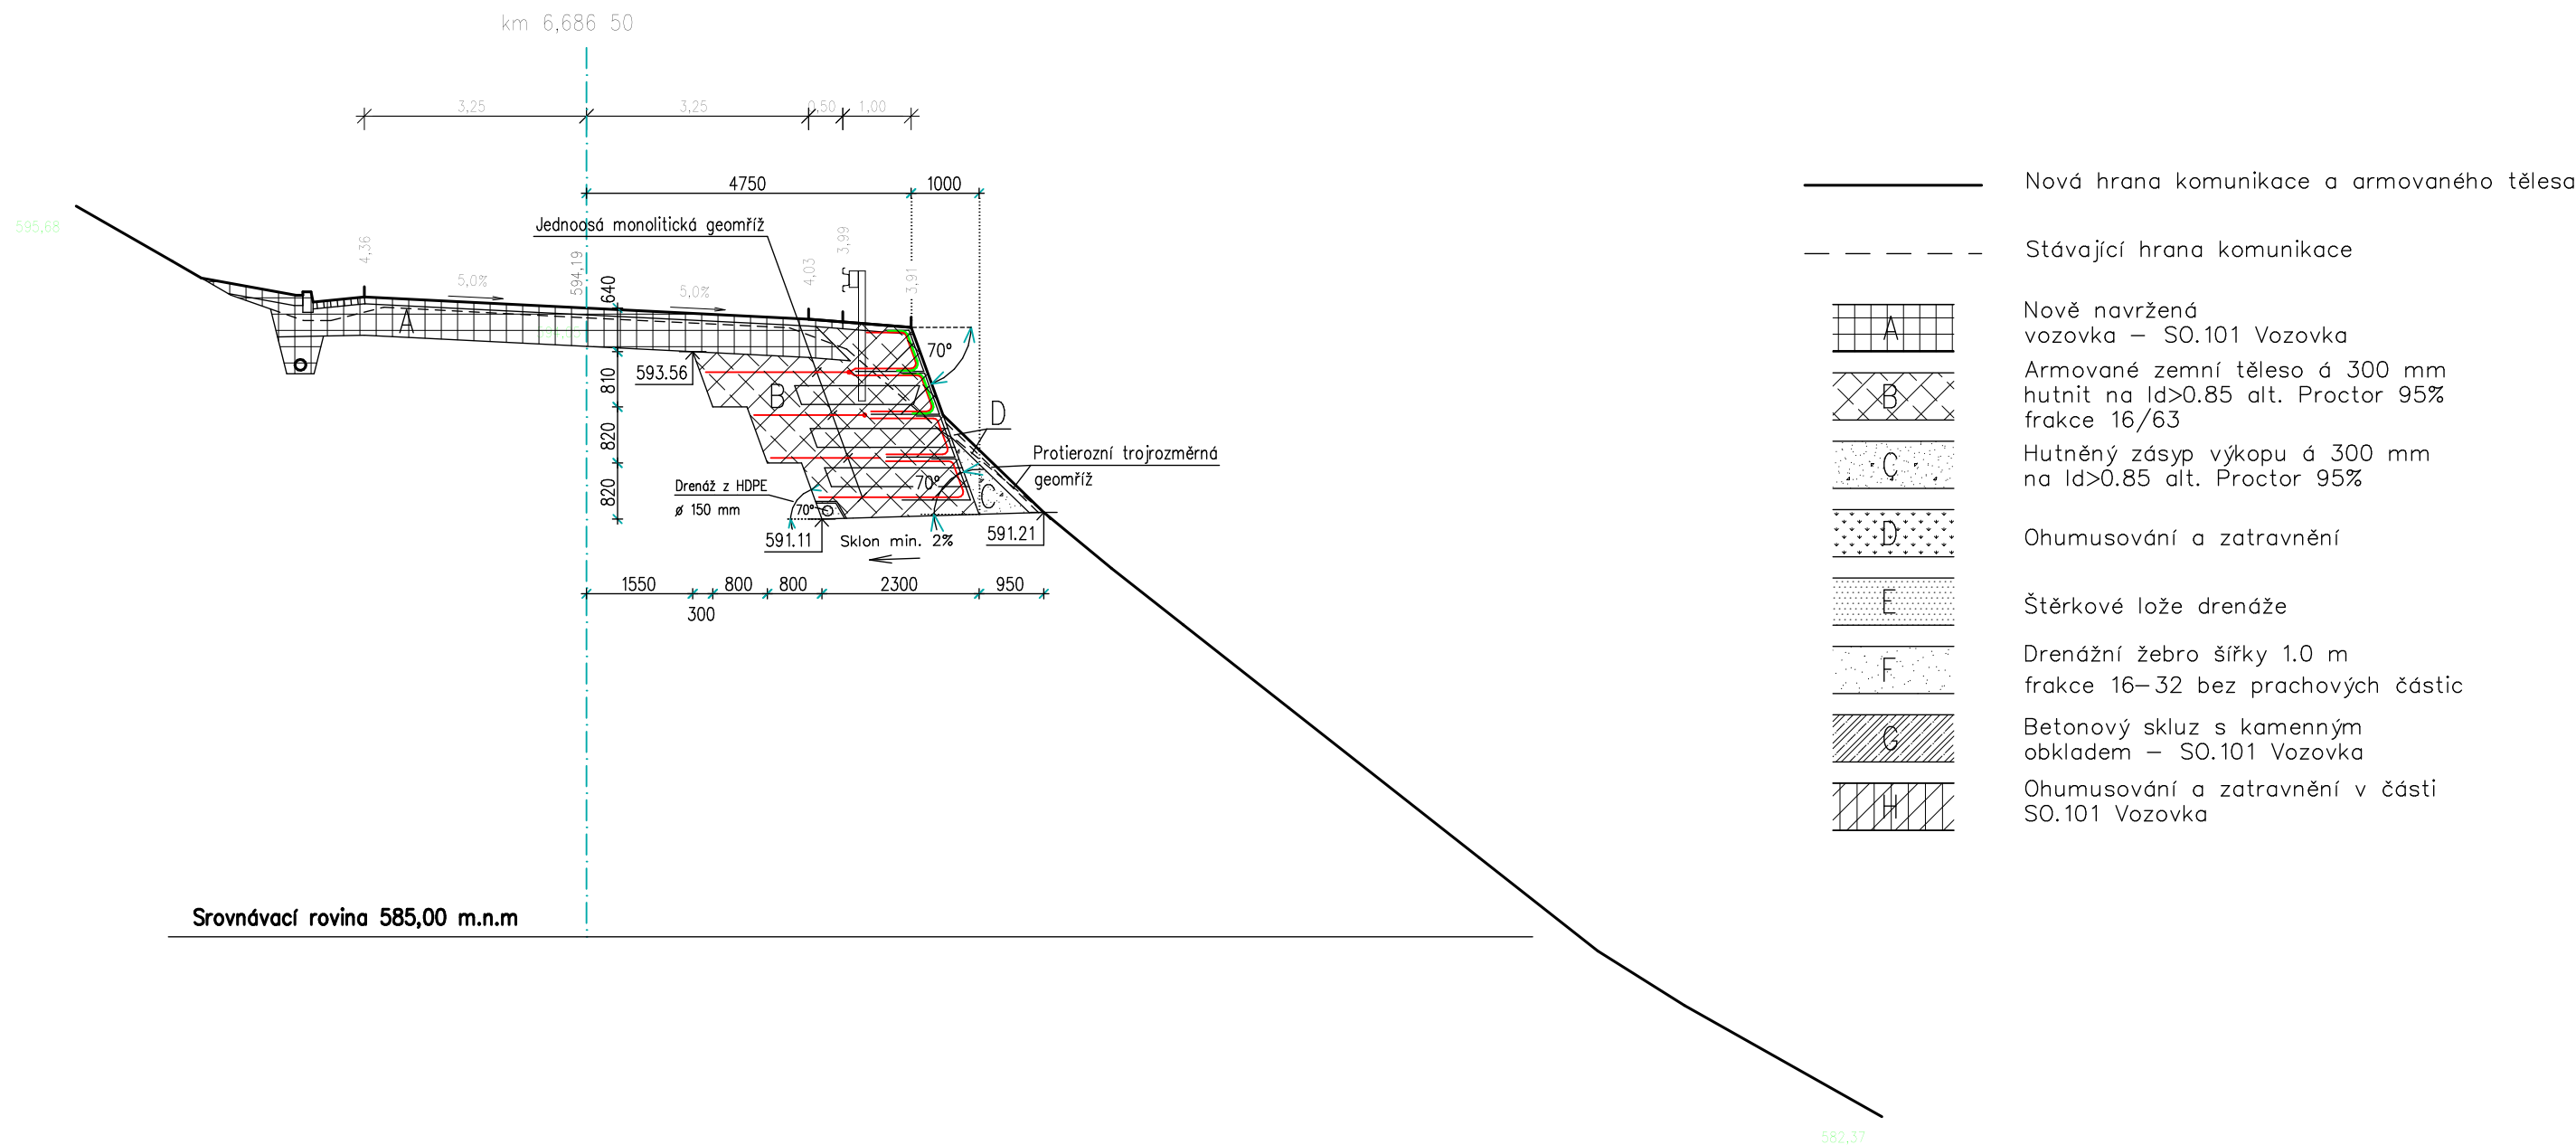 km 6,686 50
3,25
3,25
0,50
1,00
4750
1000
Jednoosá monolitická geomříž
595,68
4,36
594,19
5,0%
5,0%
640
4,03
3,99
3,91
A
70°
593.56
810
B
D
820
Protierozní trojrozměrná
geomříž
Drenáž z HDPE
ø 150 mm
820
70°
70°
C
591.11
Sklon min. 2%
591.21
1550
800
800
2300
950
300
Srovnávací rovina 585,00 m.n.m
582,37
Nová hrana komunikace a armovaného tělesa
Stávající hrana komunikace
A
Nově navržená
vozovka – SO.101 Vozovka
B
Armované zemní těleso á 300 mm
hutnit na Id>0.85 alt. Proctor 95%
frakce 16/63
C
Hutněný zásyp výkopu á 300 mm
na Id>0.85 alt. Proctor 95%
D
Ohumusování a zatravnění
E
Štěrkové lože drenáže
F
Drenážní žebro šířky 1.0 m
frakce 16–32 bez prachových částic
G
Betonový skluz s kamenným
obkladem – SO.101 Vozovka
H
Ohumusování a zatravnění v části
SO.101 Vozovka